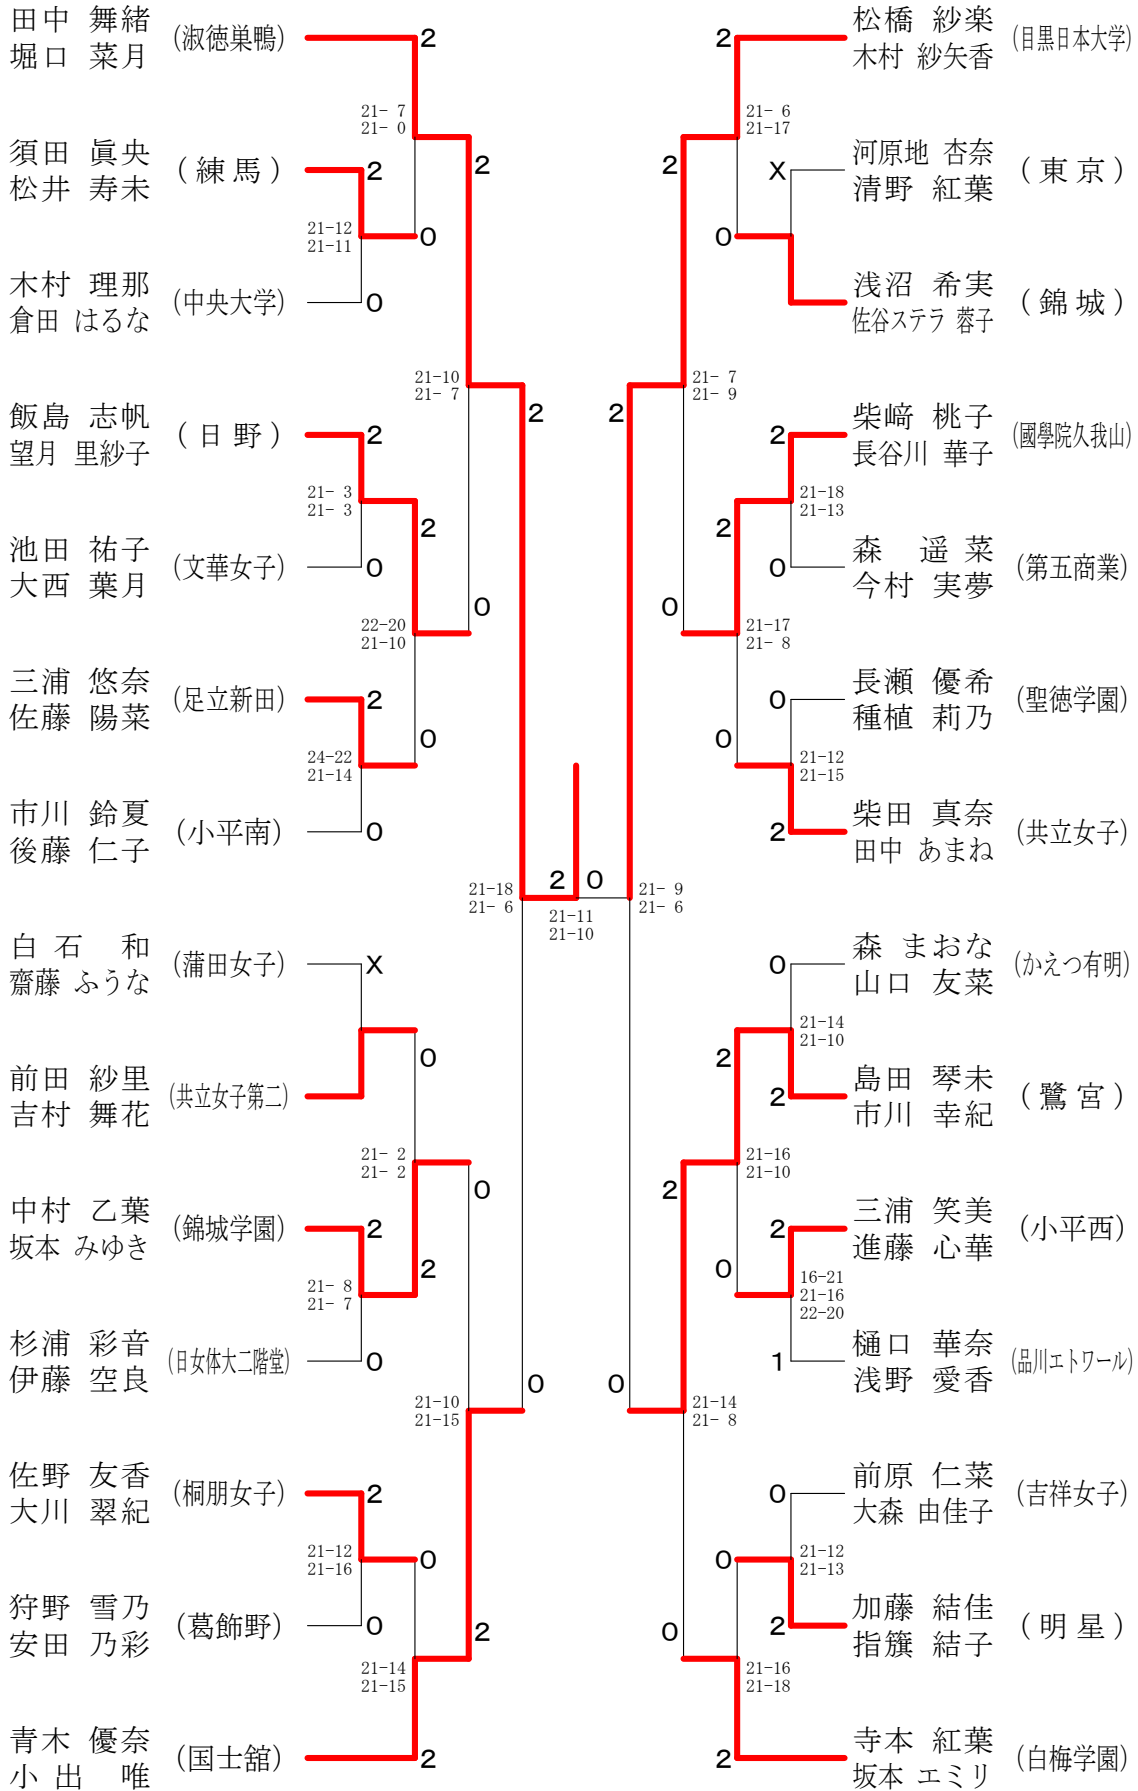 田中 舞緒
堀口 菜月
(淑徳巣鴨)
2
21- 7
21- 0
須田 眞央
松井 寿未
(練馬)
2
2
21-12
21-11
0
木村 理那
倉田 はるな
(中央大学)
0
21-10
21- 7
2
飯島 志帆
望月 里紗子
(日野)
2
21- 3
21- 3
2
池田 祐子
大西 葉月
(文華女子)
0
0
22-20
21-10
三浦 悠奈
佐藤 陽菜
(足立新田)
2
0
24-22
21-14
市川 鈴夏
後藤 仁子
(小平南)
0
21-18
21- 6
2
0
21-11
21-10
白石 和
齋藤 ふうな
(蒲田女子)
X
0
前田 紗里
吉村 舞花
(共立女子第二)
21- 2
21- 2
0
中村 乙葉
坂本 みゆき
(錦城学園)
2
2
21- 8
21- 7
杉浦 彩音
伊藤 空良
(日女体大二階堂)
0
21-10
21-15
0
佐野 友香
大川 翠紀
(桐朋女子)
2
21-12
21-16
0
狩野 雪乃
安田 乃彩
(葛飾野)
0
2
21-14
21-15
青木 優奈
小出 唯
(国士舘)
2
2
松橋 紗楽
木村 紗矢香
(目黒日本大学)
21- 6
21-17
2
X
河原地 杏奈
清野 紅葉
(東京)
0
浅沼 希実
佐谷ステラ 蓉子
(錦城)
21- 7
21- 9
2
2
柴﨑 桃子
長谷川 華子
(國學院久我山)
21-18
21-13
2
0
森 遥菜
今村 実夢
(第五商業)
0
21-17
21- 8
0
長瀬 優希
種植 莉乃
(聖徳学園)
0
21-12
21-15
2
柴田 真奈
田中 あまね
(共立女子)
21- 9
21- 6
0
森 まおな
山口 友菜
(かえつ有明)
21-14
21-10
2
2
島田 琴未
市川 幸紀
(鷺宮)
21-16
21-10
2
2
三浦 笑美
進藤 心華
(小平西)
0
16-21
21-16
22-20
1
樋口 華奈
浅野 愛香
(品川エトワール)
0
21-14
21- 8
0
前原 仁菜
大森 由佳子
(吉祥女子)
0
21-12
21-13
2
加藤 結佳
指籏 結子
(明星)
0
21-16
21-18
2
寺本 紅葉
坂本 エミリ
(白梅学園)